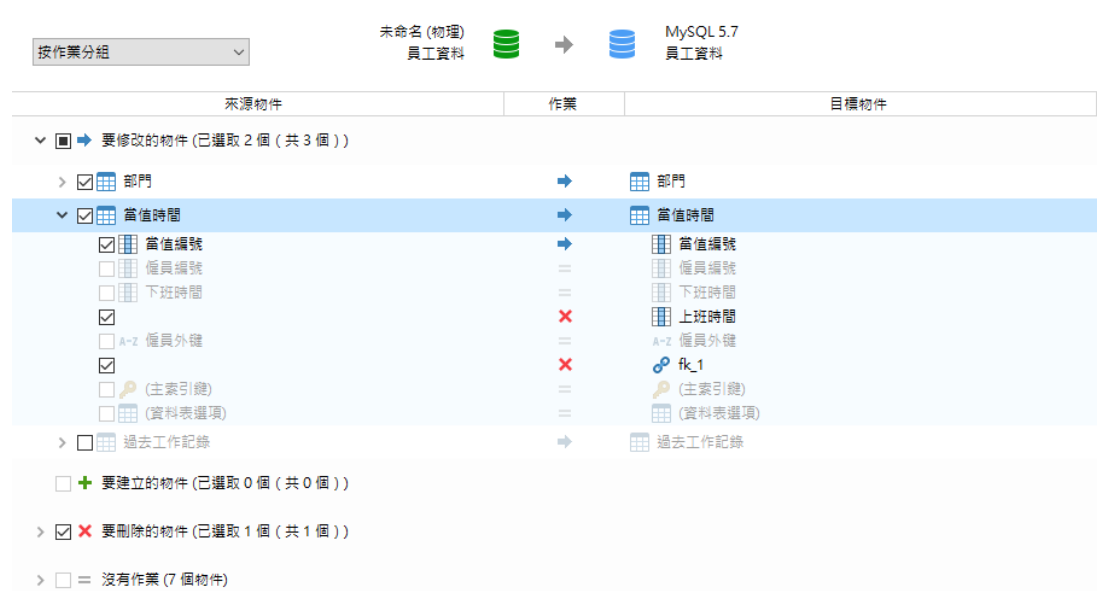 按作業分組
未命名 (物理)
員工資料
MySQL 5.7
員工資料
來源物件 作業 目標物件
要修改的物件 (已選取 2 個 ( 共 3 個 ) )
部門 部門
當值時間 當值時間
當值編號 當值編號
僱員編號 僱員編號
下班時間 下班時間
上班時間
A-Z 僱員外键 A-Z 僱員外键
fk_1
(主索引鍵) (主索引鍵)
(資料表選項) (資料表選項)
過去工作記錄 過去工作記錄
要建立的物件 (已選取 0 個 ( 共 0 個 ) )
要刪除的物件 (已選取 1 個 ( 共 1 個 ) )
沒有作業 (7 個物件)